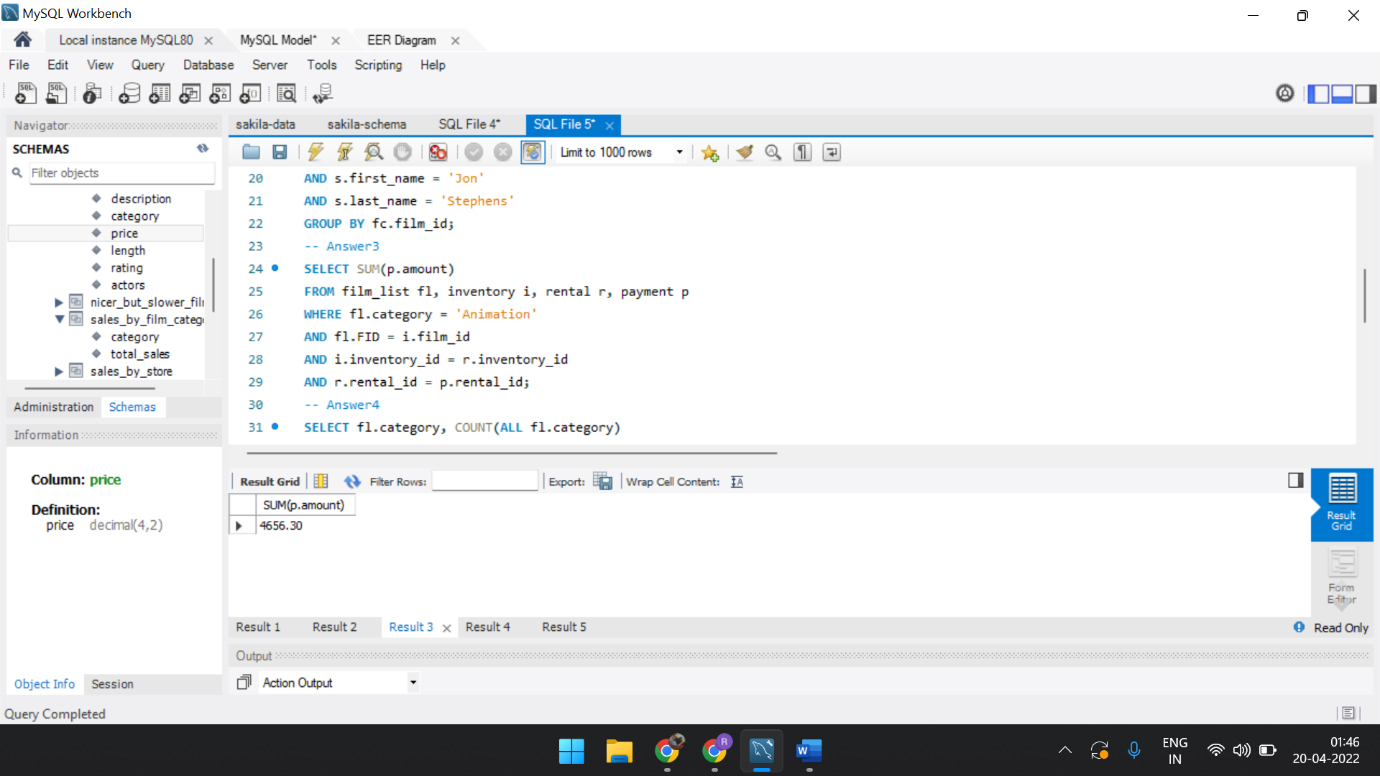 MySQL Workbench
Local instance MySQL80 × MySQL Model* × EER Diagram ×
File Edit View Query Database Server Tools Scripting Help
Navigator
SCHEMAS
Filter objects
description
category
price
length
rating
actors
nicer_but_slower_film
sales_by_film_categ
category
total_sales
sales_by_store
Administration Schemas
Information
Column: price
Definition:
price decimal(4,2)
Object Info Session
sakila-data sakila-schema SQL File 4* SQL File 5* ×
Limit to 1000 rows
20 AND s.first_name = 'Jon'
21 AND s.last_name = 'Stephens'
22 GROUP BY fc.film_id;
23 -- Answer3
24 SELECT SUM(p.amount)
25 FROM film_list fl, inventory i, rental r, payment p
26 WHERE fl.category = 'Animation'
27 AND fl.FID = i.film_id
28 AND i.inventory_id = r.inventory_id
29 AND r.rental_id = p.rental_id;
30 -- Answer4
31 SELECT fl.category, COUNT(ALL fl.category)
Result Grid Filter Rows: Export: Wrap Cell Content: IA
SUM(p.amount)
4656.30
Result Grid
Form Editor
Result 1 Result 2 Result 3 × Result 4 Result 5
Read Only
Output
Action Output
Query Completed
R
W
ENG
IN
01:46
20-04-2022